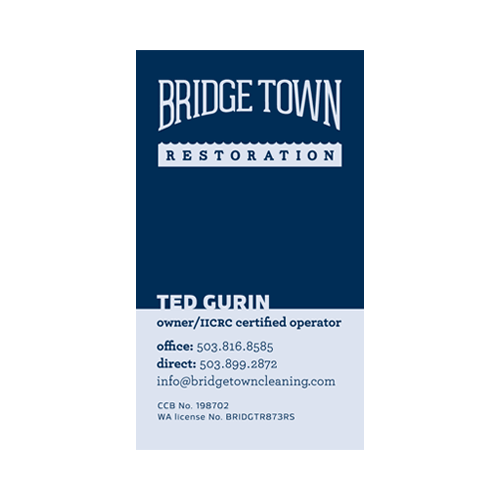 BRIDGE TOWN
RESTORATION
TED GURIN
owner/IICRC certified operator
office: 503.816.8585
direct: 503.899.2872
info@bridgetowncleaning.com
CCB No. 198702
WA license No. BRIDGTR873RS